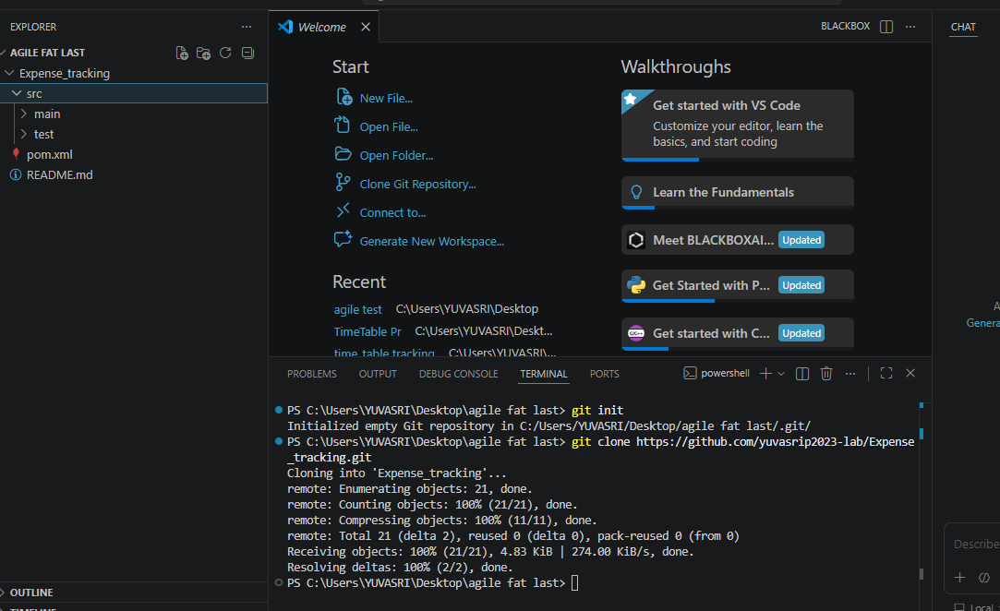 EXPLORER
AGILE FAT LAST
Expense_tracking
src
main
test
pom.xml
README.md
OUTLINE
Welcome
BLACKBOX
Start
New File...
Open File...
Open Folder...
Clone Git Repository...
Connect to...
Generate New Workspace...
Recent
agile test C:\Users\YUVASRI\Desktop
TimeTable Pr C:\Users\YUVASRI\Deskt...
time_table tracking C:\Users\YUVASRI\...
Walkthroughs
Get started with VS Code
Customize your editor, learn the
basics, and start coding
Learn the Fundamentals
Meet BLACKBOXAI... Updated
Get Started with P... Updated
Get started with C... Updated
PROBLEMS OUTPUT DEBUG CONSOLE TERMINAL PORTS powershell
PS C:\Users\YUVASRI\Desktop\agile fat last> git init
Initialized empty Git repository in C:/Users/YUVASRI/Desktop/agile fat last/.git/
PS C:\Users\YUVASRI\Desktop\agile fat last> git clone https://github.com/yuvasrip2023-lab/Expense
_tracking.git
Cloning into 'Expense_tracking'...
remote: Enumerating objects: 21, done.
remote: Counting objects: 100% (21/21), done.
remote: Compressing objects: 100% (11/11), done.
remote: Total 21 (delta 2), reused 0 (delta 0), pack-reused 0 (from 0)
Receiving objects: 100% (21/21), 4.83 KiB | 274.00 KiB/s, done.
Resolving deltas: 100% (2/2), done.
PS C:\Users\YUVASRI\Desktop\agile fat last>
CHAT
A
Genera
Describe
Local